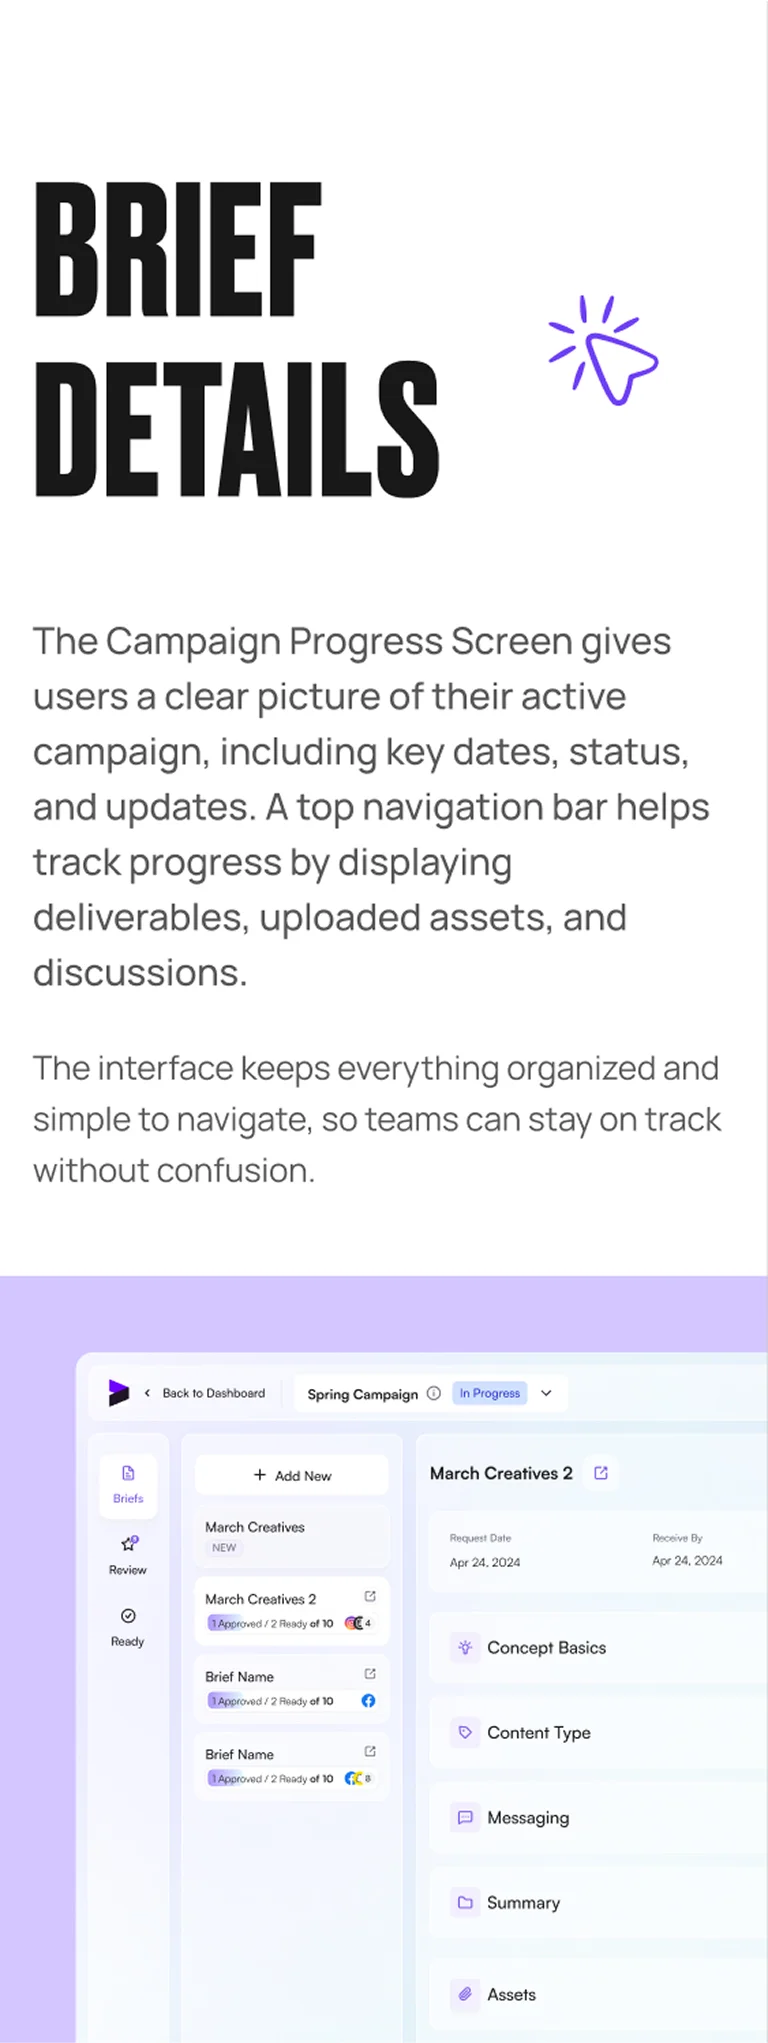 BRIEF
DETAILS
The Campaign Progress Screen gives
users a clear picture of their active
campaign, including key dates, status,
and updates. A top navigation bar helps
track progress by displaying
deliverables, uploaded assets, and
discussions.
The interface keeps everything organized and
simple to navigate, so teams can stay on track
without confusion.
Back to Dashboard
Spring Campaign
In Progress
Briefs
Review
Ready
+ Add New
March Creatives
NEW
March Creatives 2
1 Approved / 2 Ready of 10
4
Brief Name
1 Approved / 2 Ready of 10
Brief Name
1 Approved / 2 Ready of 10
8
March Creatives 2
Request Date
Apr 24, 2024
Receive By
Apr 24, 2024
Concept Basics
Content Type
Messaging
Summary
Assets